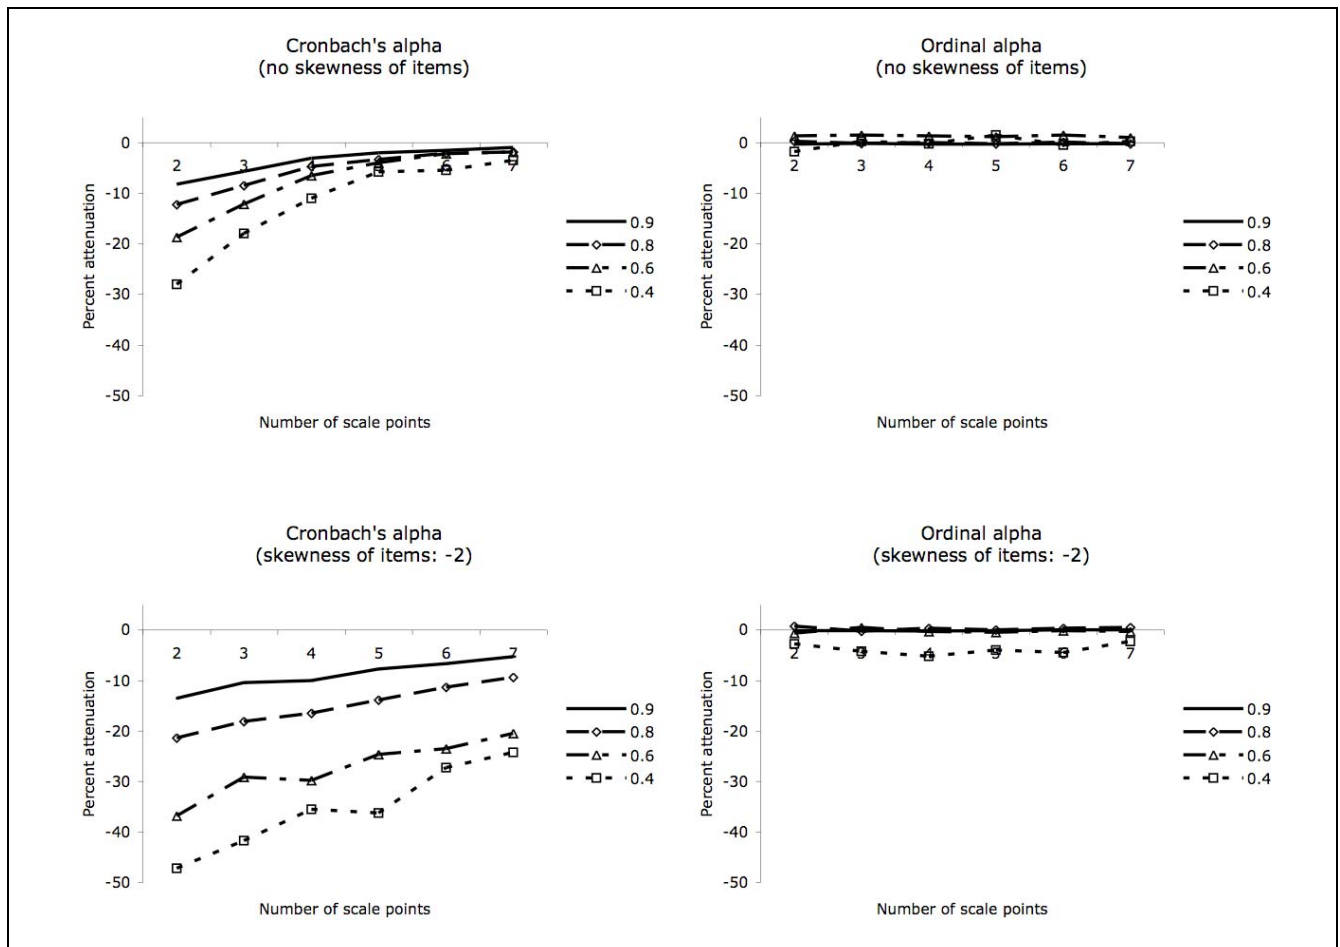 Cronbach's alpha
(no skewness of items)
0
-10
-20
-30
-40
-50
2 3 4 5 6 7
Percent attenuation
Number of scale points
0.9
0.8
0.6
0.4
Ordinal alpha
(no skewness of items)
0
-10
-20
-30
-40
-50
2 3 4 5 6 7
Percent attenuation
Number of scale points
0.9
0.8
0.6
0.4
Cronbach's alpha
(skewness of items: -2)
0
-10
-20
-30
-40
-50
2 3 4 5 6 7
Percent attenuation
Number of scale points
0.9
0.8
0.6
0.4
Ordinal alpha
(skewness of items: -2)
0
-10
-20
-30
-40
-50
2 3 4 5 6 7
Percent attenuation
Number of scale points
0.9
0.8
0.6
0.4